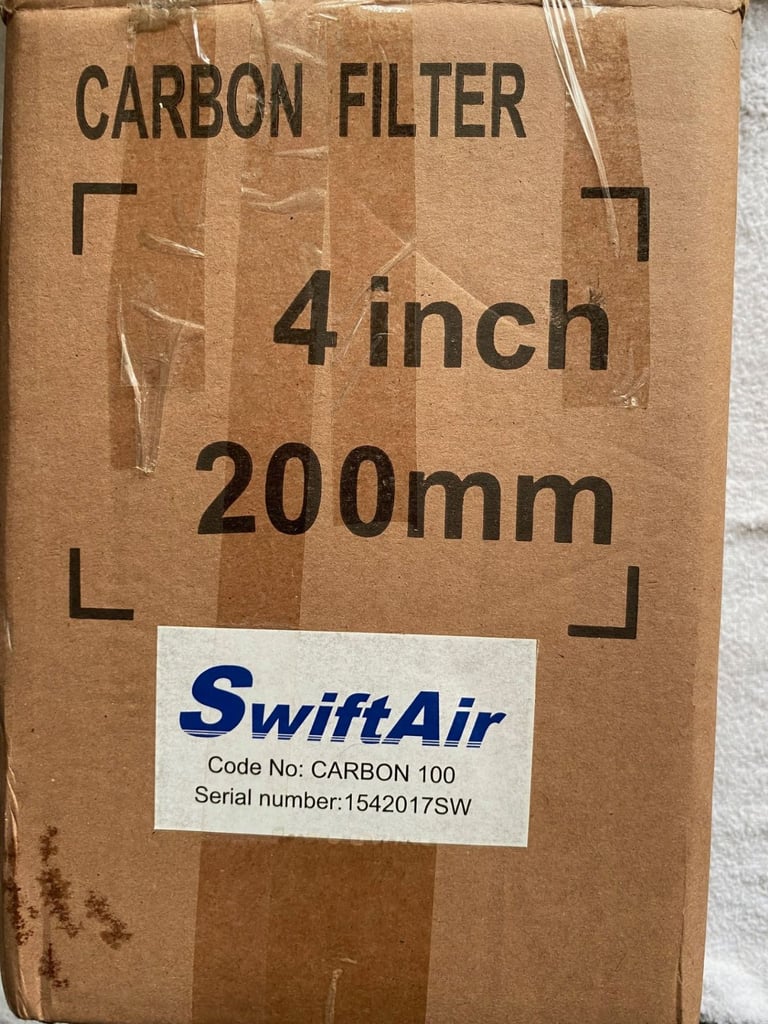 CARBON FILTER
4 inch
200mm
SwiftAir
Code No: CARBON 100
Serial number:1542017SW